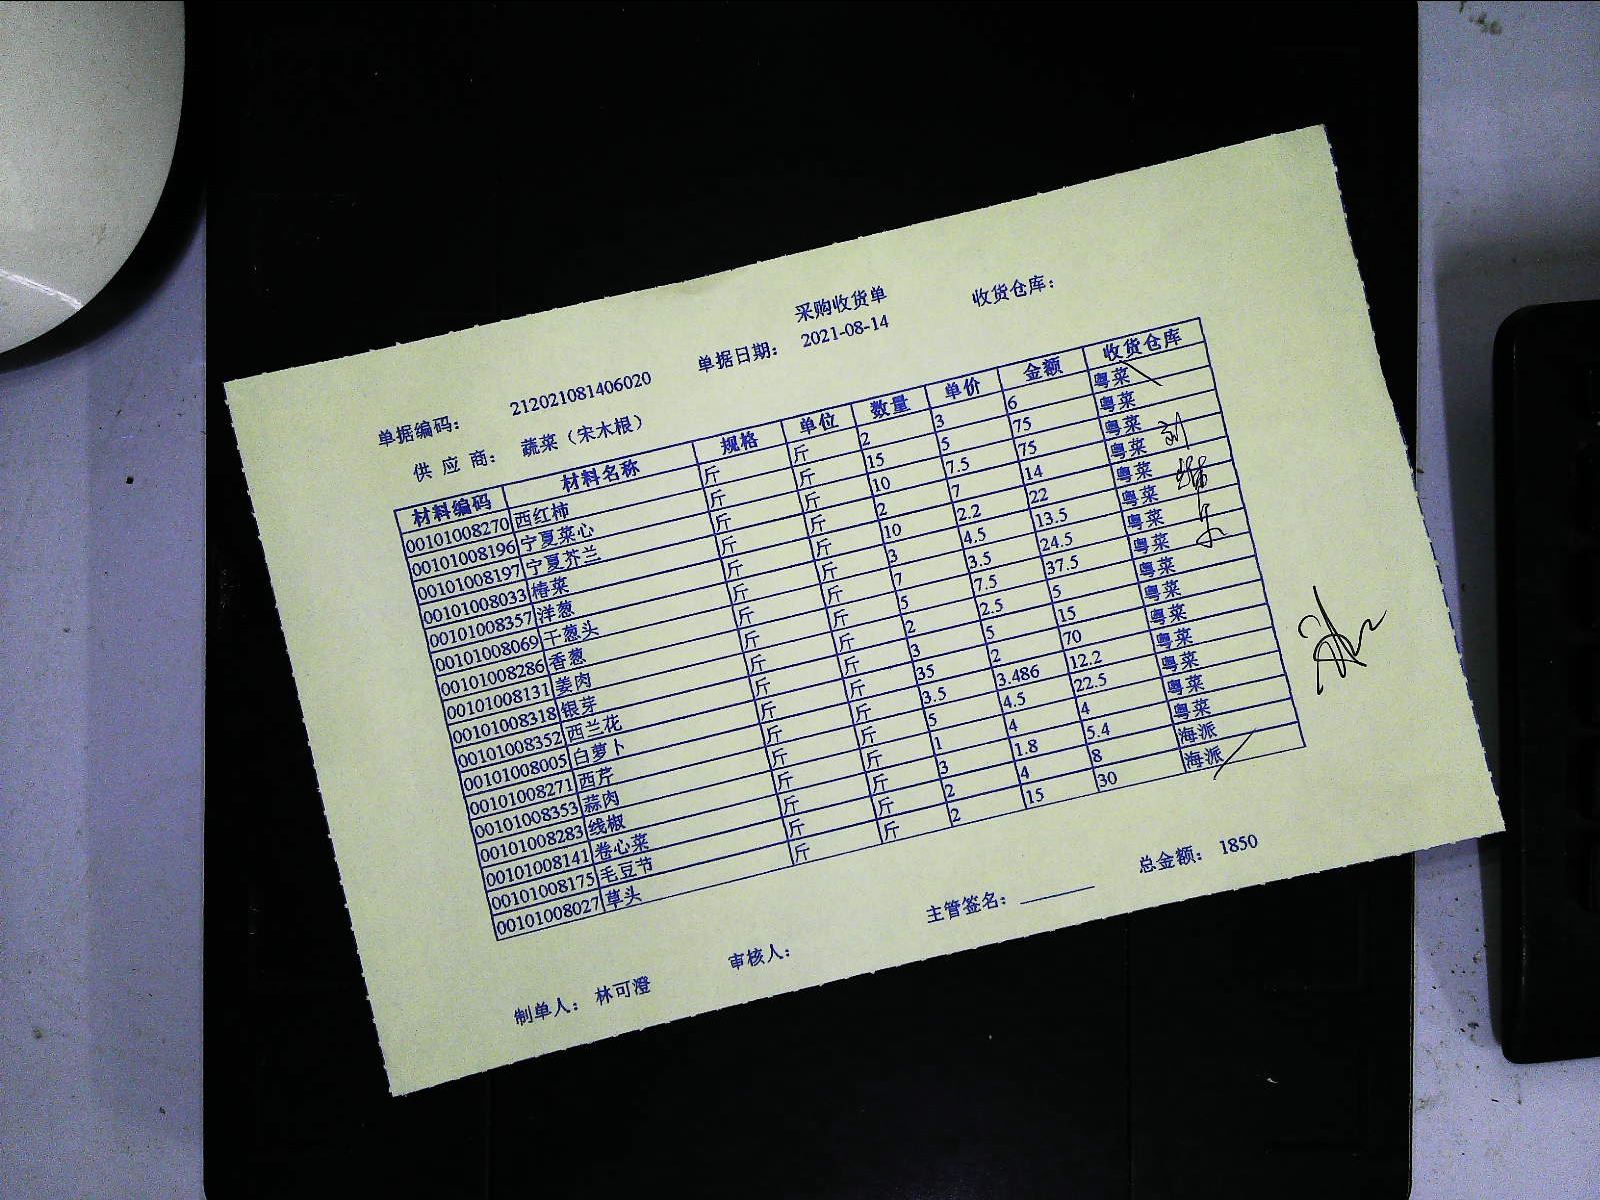 采购收货单
单据编码： 212021081406020 单据日期： 2021-08-14 收货仓库：
供 应 商： 蔬菜（宋木根）
材料编码 材料名称 规格 单位 数量 单价 金额 收货仓库
00101008270 西红柿 斤 斤 2 3 6 粤菜
00101008196 宁夏菜心 斤 斤 15 5 75 粤菜
00101008197 宁夏芥兰 斤 斤 10 7.5 75 粤菜
00101008033 椿菜 斤 斤 2 7 14 粤菜
00101008357 洋葱 斤 斤 10 2.2 22 粤菜
00101008069 干葱头 斤 斤 3 4.5 13.5 粤菜
00101008286 香葱 斤 斤 7 3.5 24.5 粤菜
00101008131 姜肉 斤 斤 5 7.5 37.5 粤菜
00101008318 银芽 斤 斤 2 2.5 5 粤菜
00101008352 西兰花 斤 斤 3 5 15 粤菜
00101008005 白萝卜 斤 斤 35 2 70 粤菜
00101008271 西芹 斤 斤 3.5 3.486 12.2 粤菜
00101008353 蒜肉 斤 斤 5 4.5 22.5 粤菜
00101008283 线椒 斤 斤 1 4 4 粤菜
00101008141 卷心菜 斤 斤 3 1.8 5.4 粤菜
00101008175 毛豆节 斤 斤 2 4 8 海派
00101008027 草头 斤 斤 2 15 30 海派
制单人： 林可澄 审核人： 主管签名： 总金额： 1850